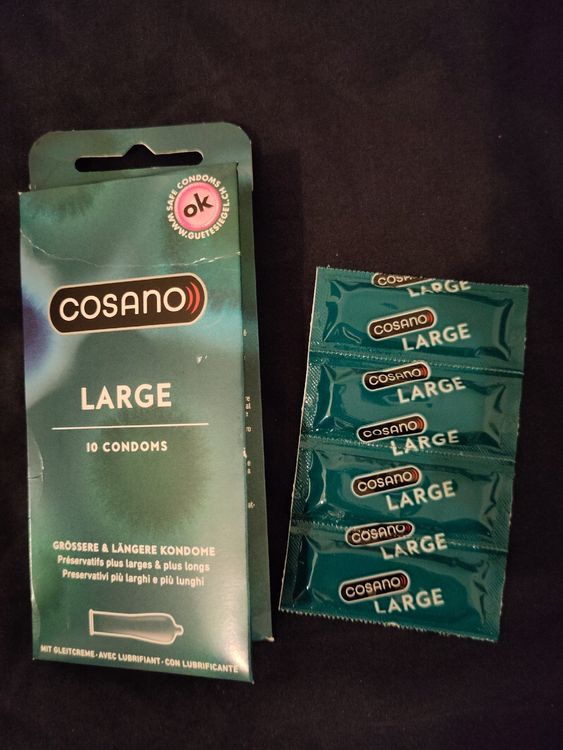 SAFE CONDOMS
ok
WWW.GUETESIEGEL.CH
COSANO
LARGE
10 CONDOMS
GRÖSSERE & LÄNGERE KONDOME
Préservatifs plus larges & plus longs
Preservativi più larghi e più lunghi
MIT GLEITCREME · AVEC LUBRIFIANT · CON LUBRIFICANTE
COSANO
LARGE
COSANO
LARGE
COSANO
LARGE
COSANO
LARGE
COSANO
LARGE
COSANO
LARGE
COSANO
LARGE